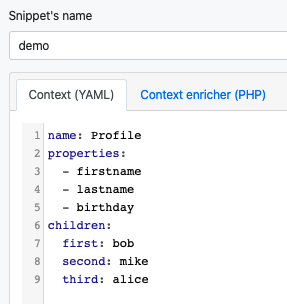 Snippet's name
demo
Context (YAML) Context enricher (PHP)
1 name: Profile
2 properties:
3   - firstname
4   - lastname
5   - birthday
6 children:
7   first: bob
8   second: mike
9   third: alice